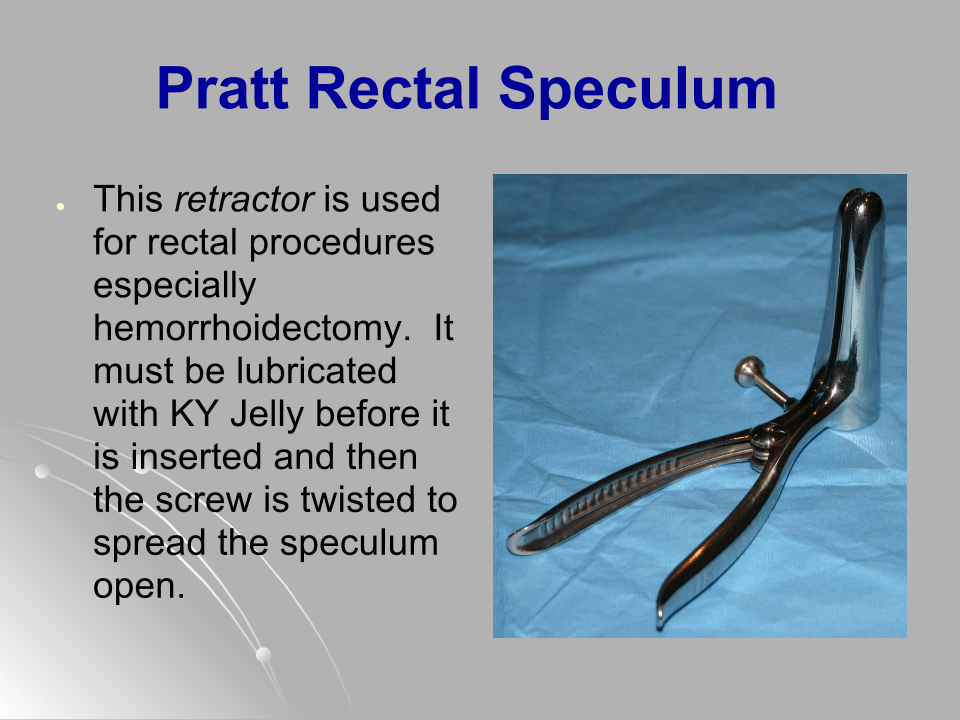 Pratt Rectal Speculum
● This retractor is used
for rectal procedures
especially
hemorrhoidectomy.  It
must be lubricated
with KY Jelly before it
is inserted and then
the screw is twisted to
spread the speculum
open.